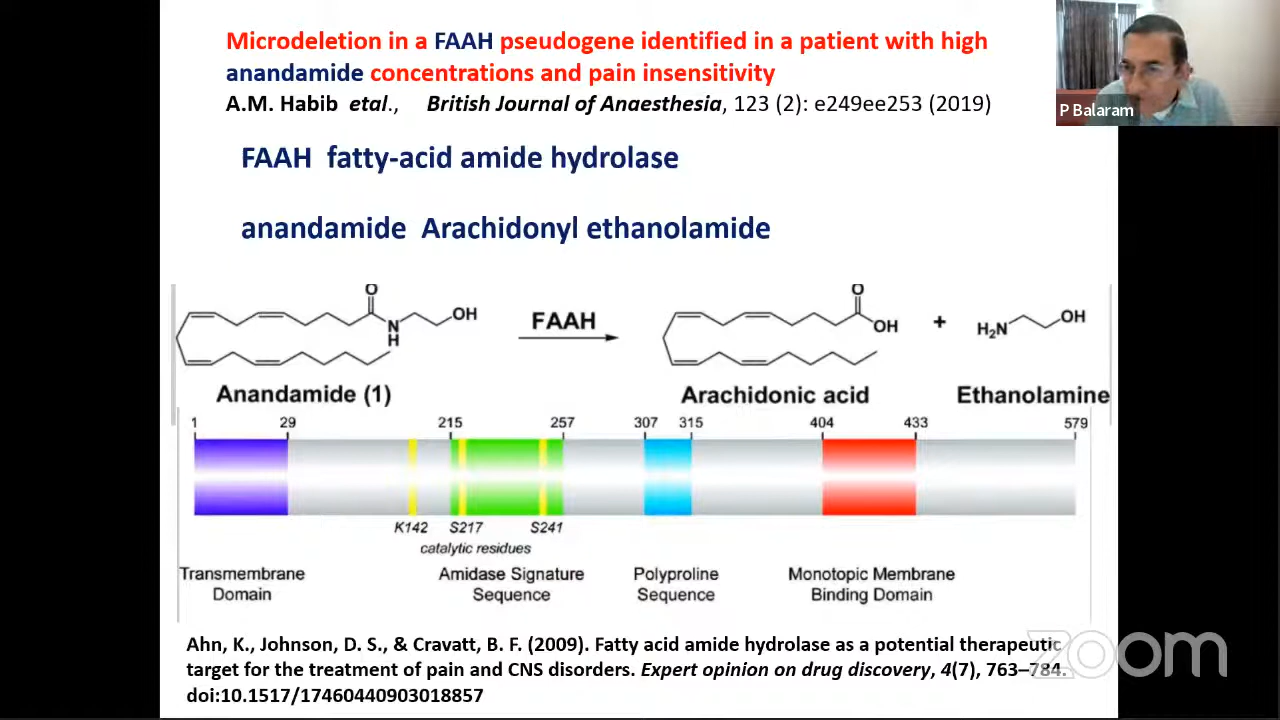 Microdeletion in a FAAH pseudogene identified in a patient with high
anandamide concentrations and pain insensitivity
A.M. Habib etal., British Journal of Anaesthesia, 123 (2): e249ee253 (2019)
P Balaram
FAAH fatty-acid amide hydrolase
anandamide Arachidonyl ethanolamide
O
N
H
OH
FAAH
O
OH
+
H₂N
OH
Anandamide (1)
Arachidonic acid
Ethanolamine
1 29 215 257 307 315 404 433 579
K142 S217 S241
catalytic residues
Transmembrane
Domain
Amidase Signature
Sequence
Polyproline
Sequence
Monotopic Membrane
Binding Domain
Ahn, K., Johnson, D. S., & Cravatt, B. F. (2009). Fatty acid amide hydrolase as a potential therapeutic
target for the treatment of pain and CNS disorders. Expert opinion on drug discovery, 4(7), 763–784.
doi:10.1517/17460440903018857
zoom